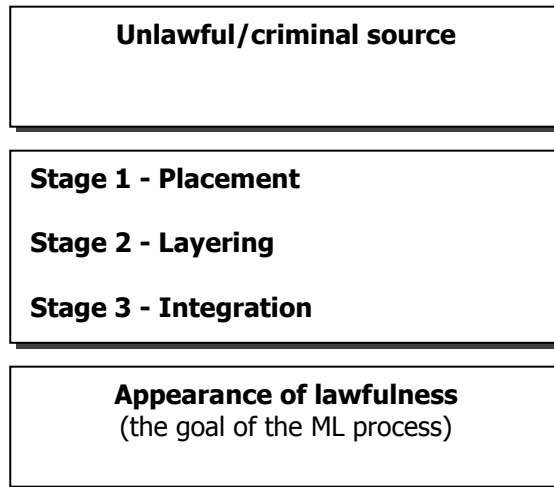 Unlawful/criminal source
Stage 1 - Placement
Stage 2 - Layering
Stage 3 - Integration
Appearance of lawfulness
(the goal of the ML process)